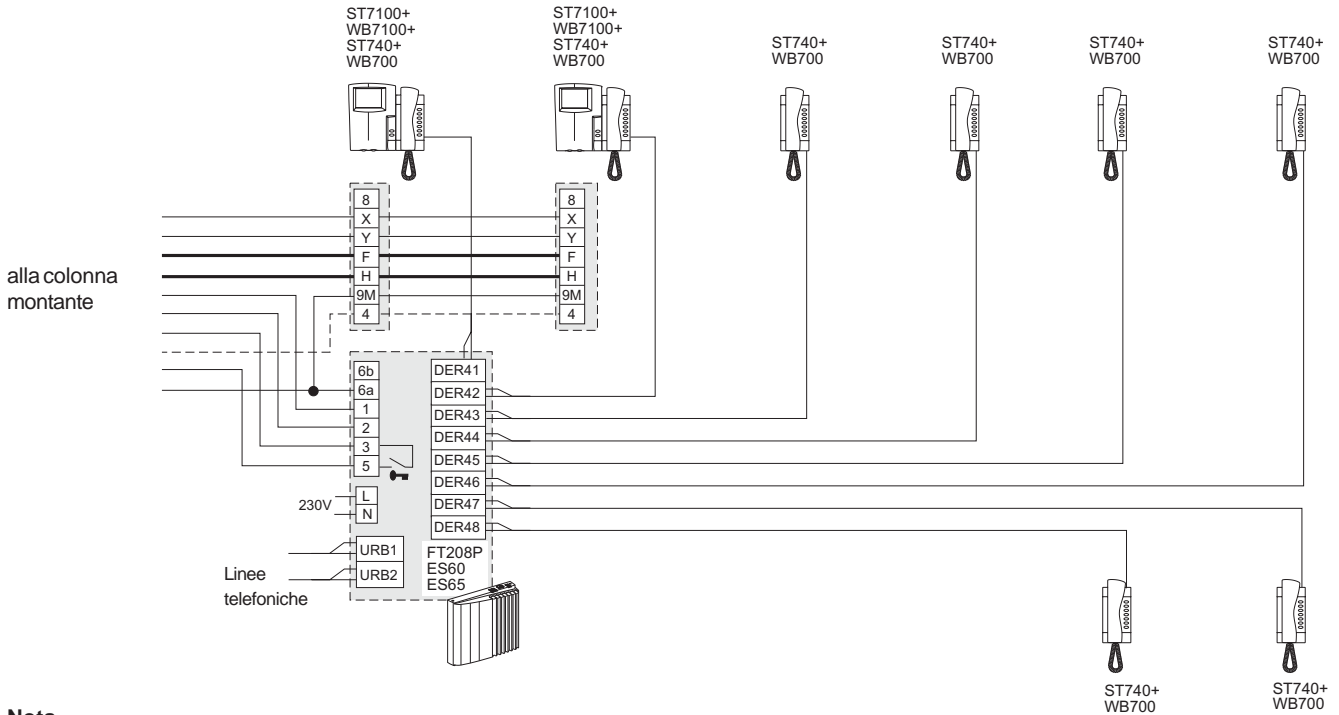 ST7100+
WB7100+
ST740+
WB700
ST7100+
WB7100+
ST740+
WB700
ST740+
WB700
ST740+
WB700
ST740+
WB700
ST740+
WB700
8
X
Y
F
H
9M
4
8
X
Y
F
H
9M
4
alla colonna
montante
6b
6a
1
2
3
5
L
N
230V
URB1
URB2
Linee
telefoniche
DER41
DER42
DER43
DER44
DER45
DER46
DER47
DER48
FT208P
ES60
ES65
ST740+
WB700
ST740+
WB700